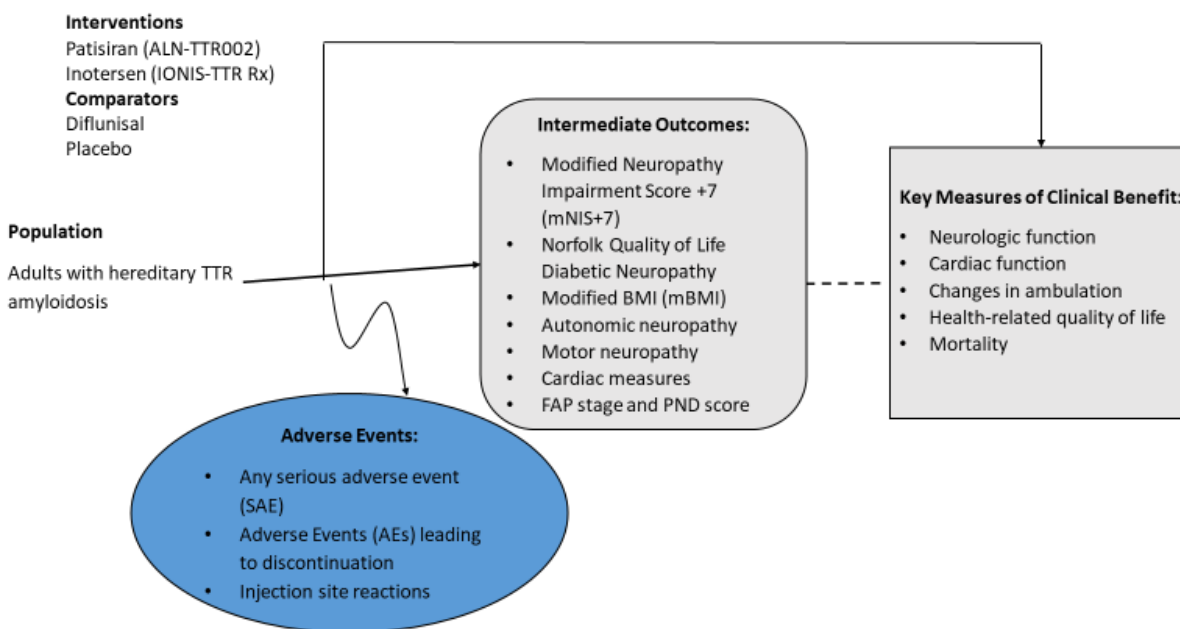 Interventions
Patisiran (ALN-TTR002)
Inotersen (IONIS-TTR Rx)
Comparators
Diflunisal
Placebo
Population
Adults with hereditary TTR
amyloidosis
Intermediate Outcomes:
• Modified Neuropathy
Impairment Score +7
(mNIS+7)
• Norfolk Quality of Life
Diabetic Neuropathy
• Modified BMI (mBMI)
• Autonomic neuropathy
• Motor neuropathy
• Cardiac measures
• FAP stage and PND score
Key Measures of Clinical Benefit:
• Neurologic function
• Cardiac function
• Changes in ambulation
• Health-related quality of life
• Mortality
Adverse Events:
• Any serious adverse event
(SAE)
• Adverse Events (AEs) leading
to discontinuation
• Injection site reactions